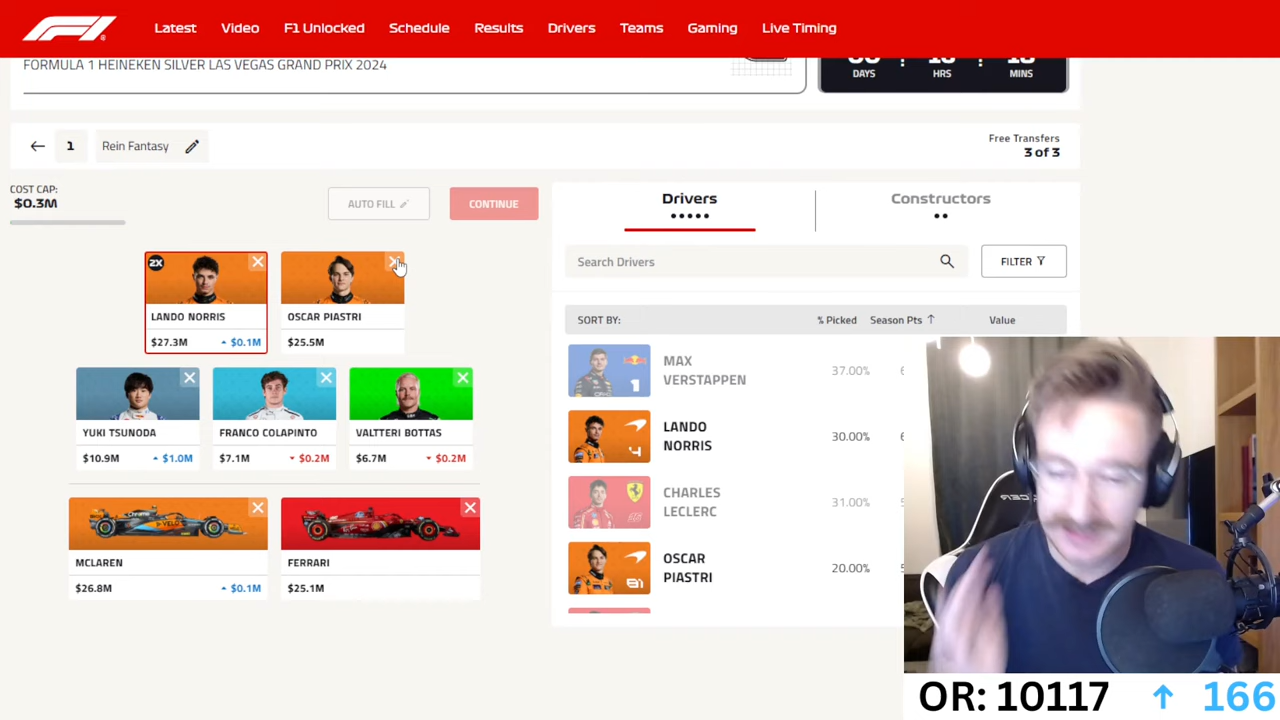 F1
Latest Video F1 Unlocked Schedule Results Drivers Teams Gaming Live Timing
FORMULA 1 HEINEKEN SILVER LAS VEGAS GRAND PRIX 2024
DAYS HRS MINS
1 Rein Fantasy
Free Transfers
3 of 3
COST CAP:
$0.3M
AUTO FILL
CONTINUE
2X
LANDO NORRIS
$27.3M $0.1M
OSCAR PIASTRI
$25.5M
YUKI TSUNODA
$10.9M $1.0M
FRANCO COLAPINTO
$7.1M $0.2M
VALTTERI BOTTAS
$6.7M $0.2M
MCLAREN
$26.8M $0.1M
FERRARI
$25.1M
Drivers
Constructors
Search Drivers
FILTER
SORT BY: % Picked Season Pts Value
1
MAX
VERSTAPPEN
37.00%
4
LANDO
NORRIS
30.00%
16
CHARLES
LECLERC
31.00%
81
OSCAR
PIASTRI
20.00%
OR: 10117 166